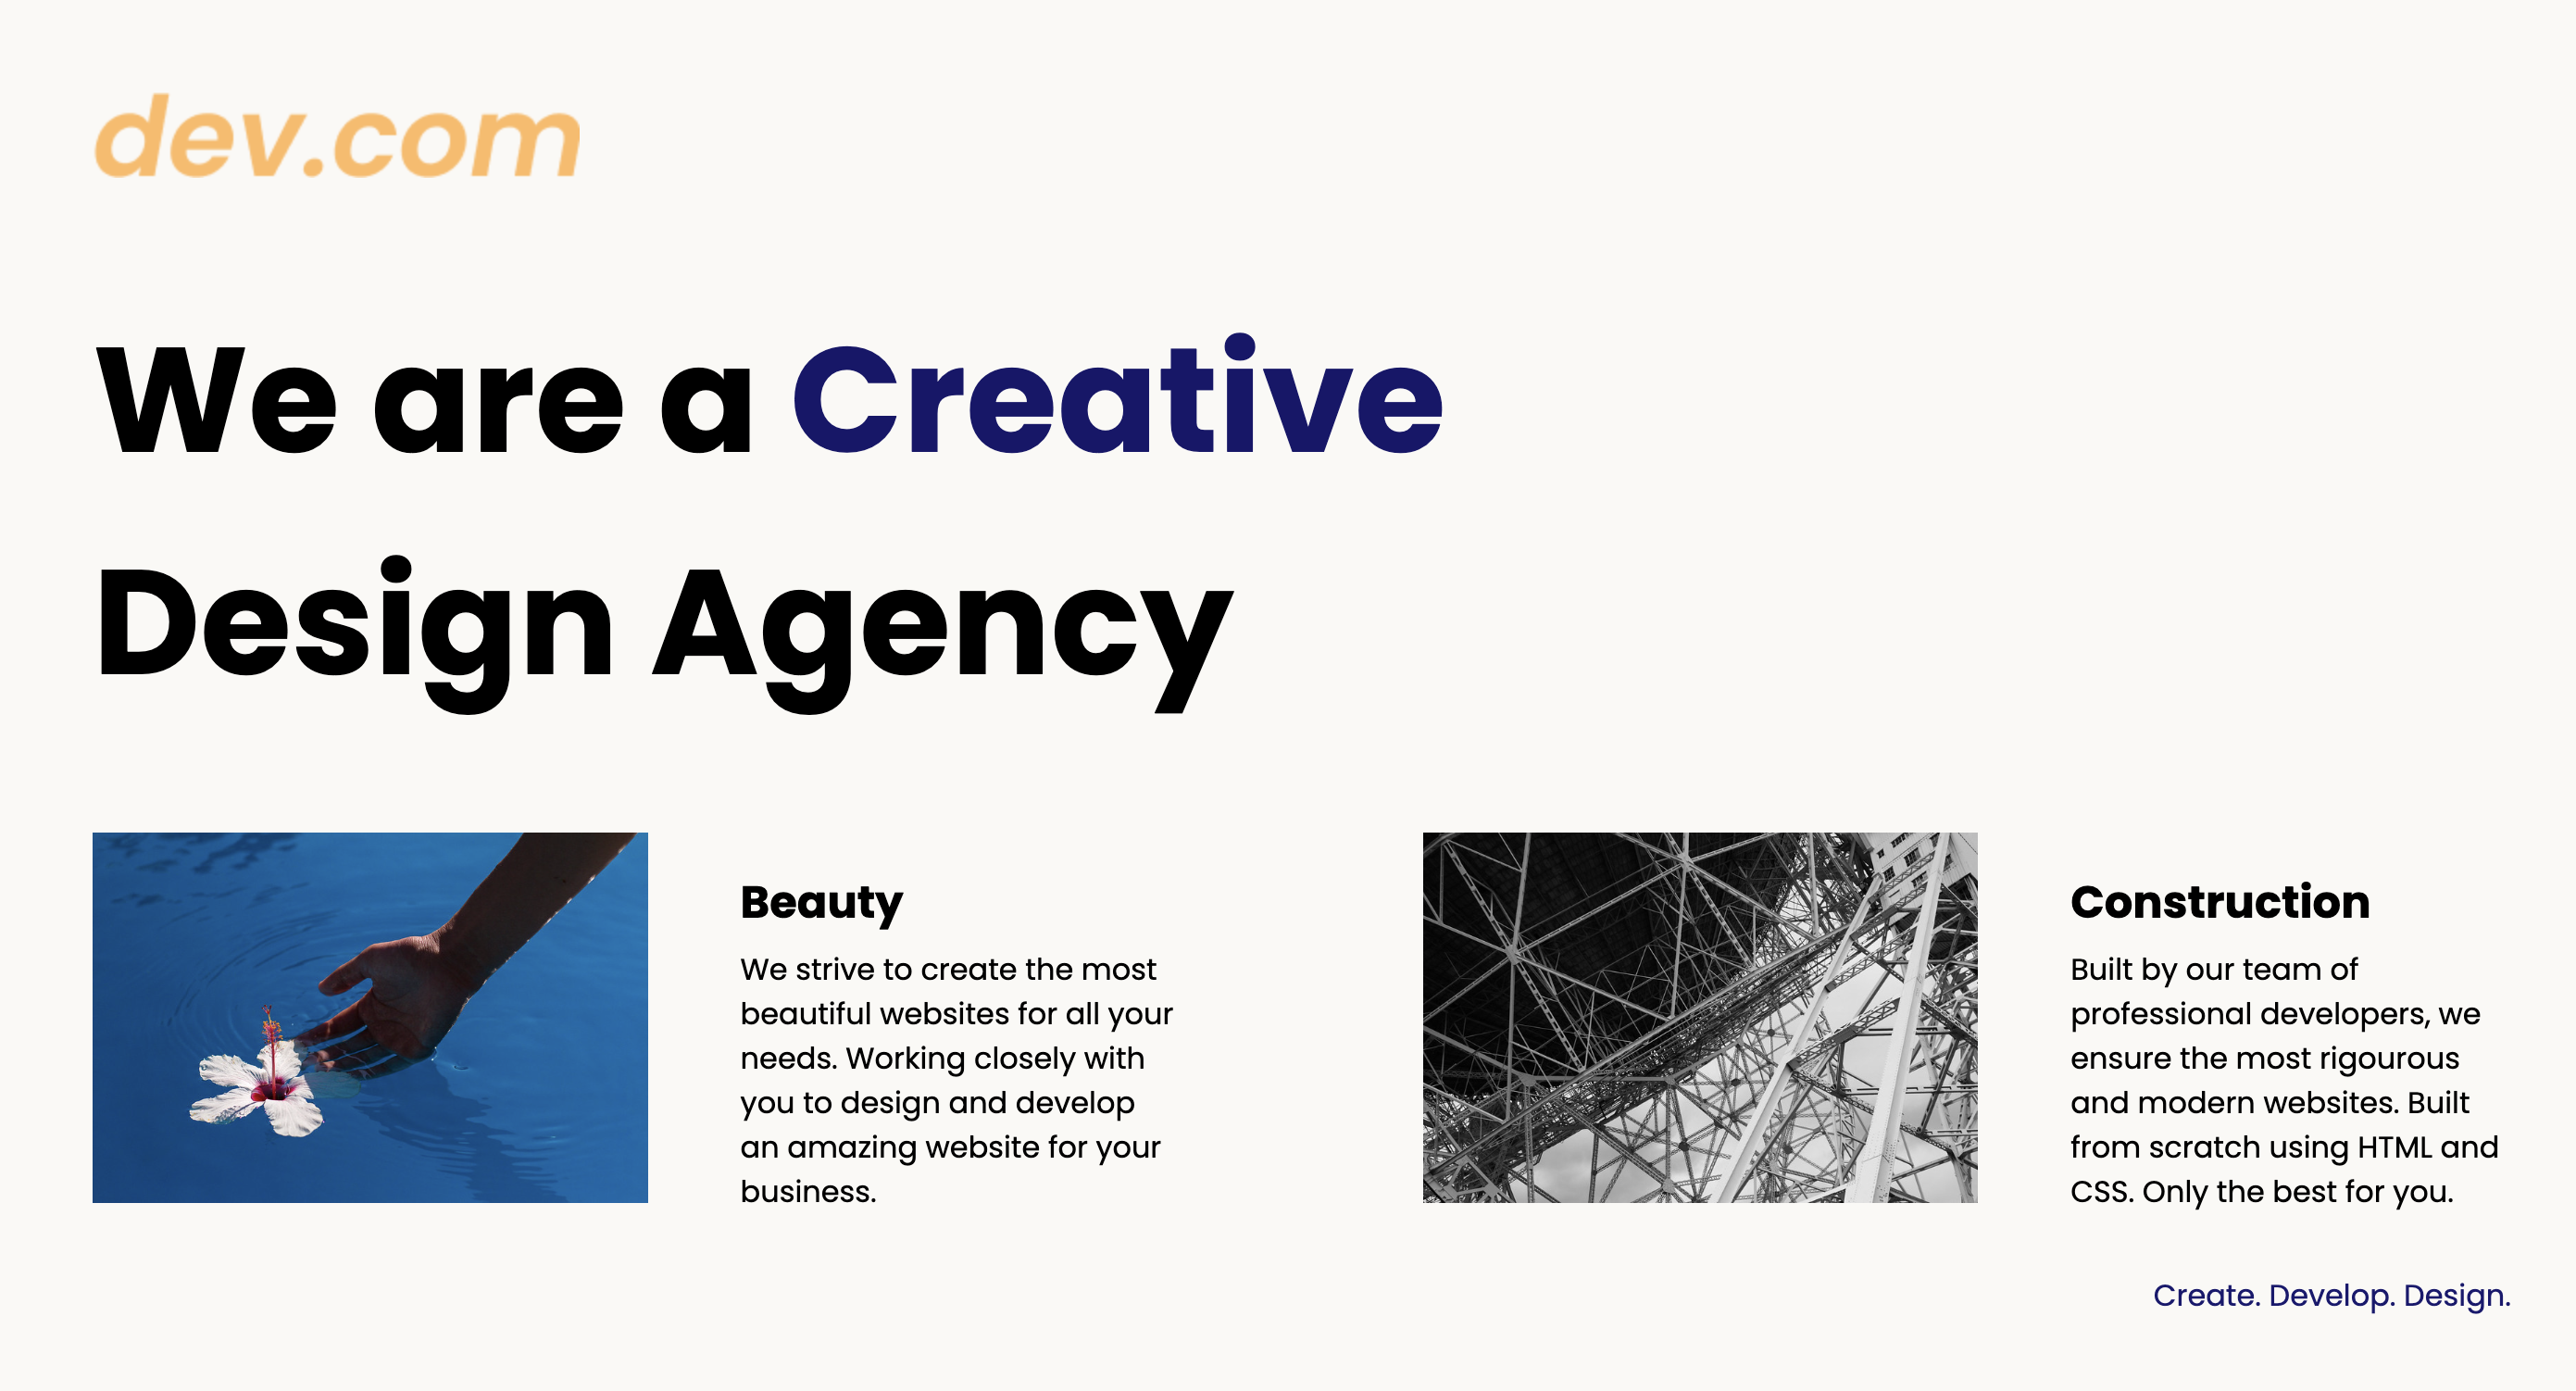 dev.com
We are a Creative
Design Agency
Beauty
We strive to create the most
beautiful websites for all your
needs. Working closely with
you to design and develop
an amazing website for your
business.
Construction
Built by our team of
professional developers, we
ensure the most rigourous
and modern websites. Built
from scratch using HTML and
CSS. Only the best for you.
Create. Develop. Design.